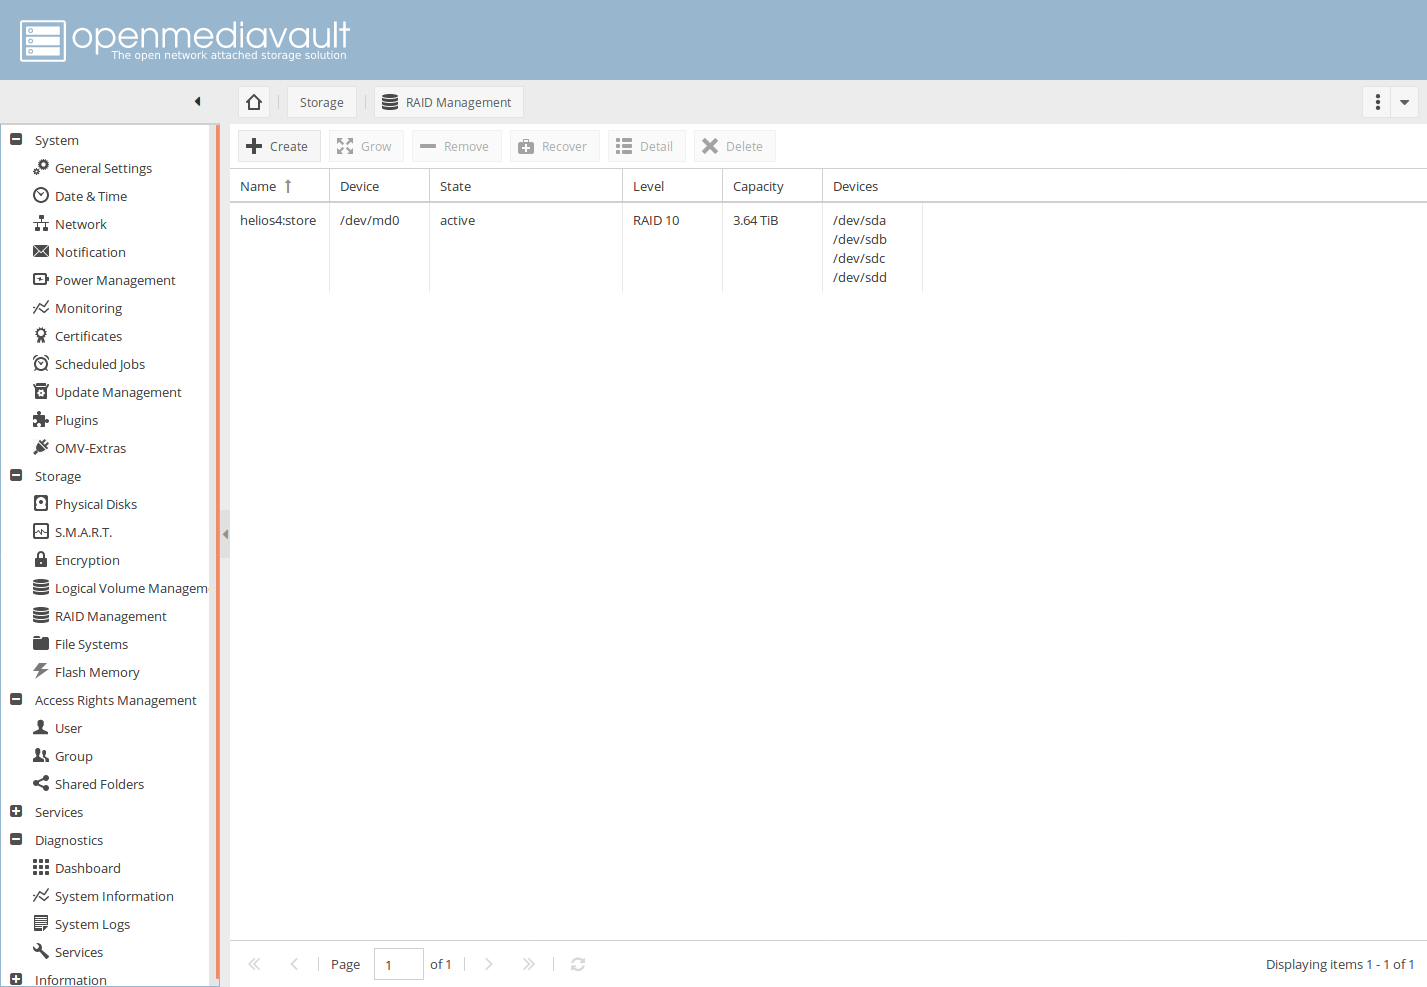 openmediavault
The open network attached storage solution
Storage
RAID Management
System
General Settings
Date & Time
Network
Notification
Power Management
Monitoring
Certificates
Scheduled Jobs
Update Management
Plugins
OMV-Extras
Storage
Physical Disks
S.M.A.R.T.
Encryption
Logical Volume Managem
RAID Management
File Systems
Flash Memory
Access Rights Management
User
Group
Shared Folders
Services
Diagnostics
Dashboard
System Information
System Logs
Services
Information
Create Grow Remove Recover Detail Delete
Name Device State Level Capacity Devices
helios4:store /dev/md0 active RAID 10 3.64 TiB /dev/sda
/dev/sdb
/dev/sdc
/dev/sdd
Page 1 of 1
Displaying items 1 - 1 of 1